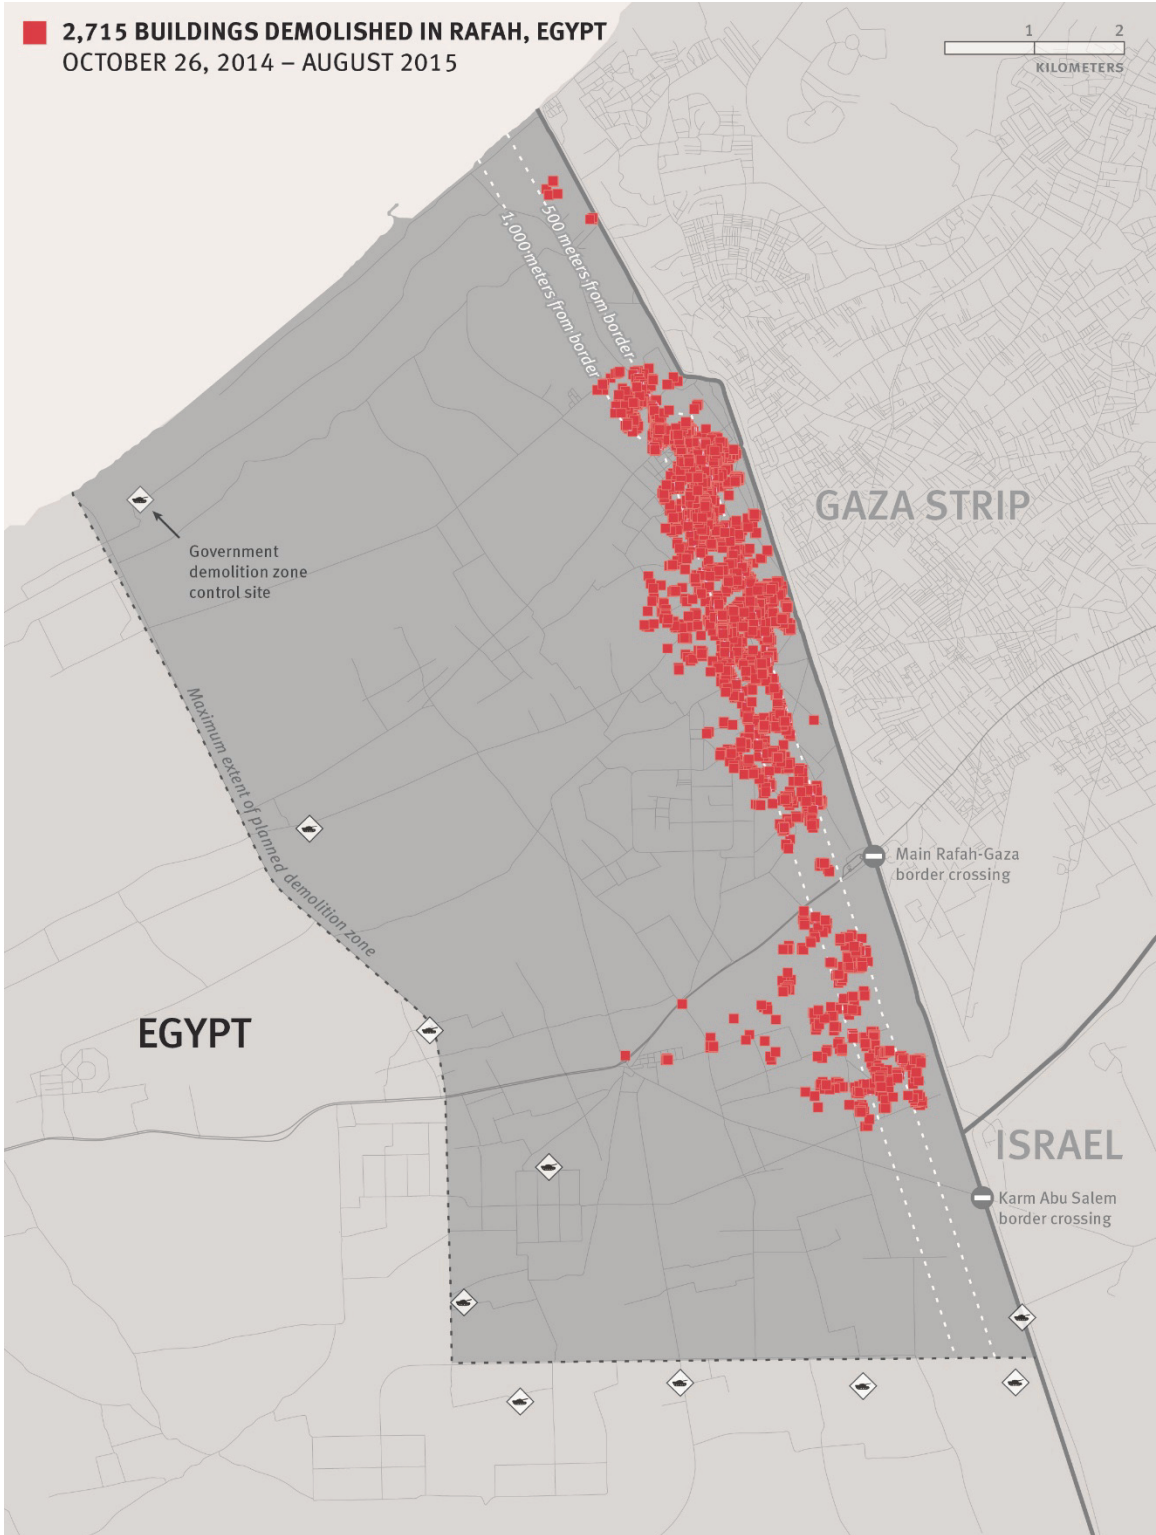 2,715 BUILDINGS DEMOLISHED IN RAFAH, EGYPT
OCTOBER 26, 2014 – AUGUST 2015
1 2
KILOMETERS
500 meters from border
1,000 meters from border
GAZA STRIP
Government
demolition zone
control site
Maximum extent of planned demolition zone
Main Rafah-Gaza
border crossing
EGYPT
ISRAEL
Karm Abu Salem
border crossing